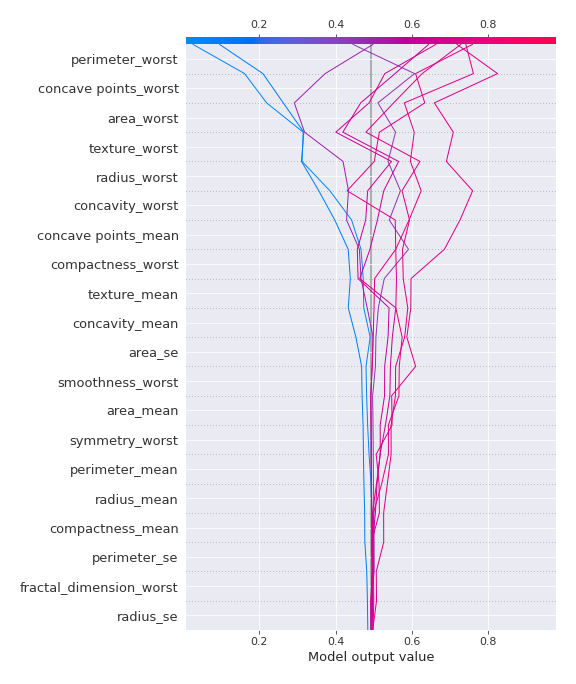 0.2 0.4 0.6 0.8
perimeter_worst
concave points_worst
area_worst
texture_worst
radius_worst
concavity_worst
concave points_mean
compactness_worst
texture_mean
concavity_mean
area_se
smoothness_worst
area_mean
symmetry_worst
perimeter_mean
radius_mean
compactness_mean
perimeter_se
fractal_dimension_worst
radius_se
0.2 0.4 0.6 0.8
Model output value